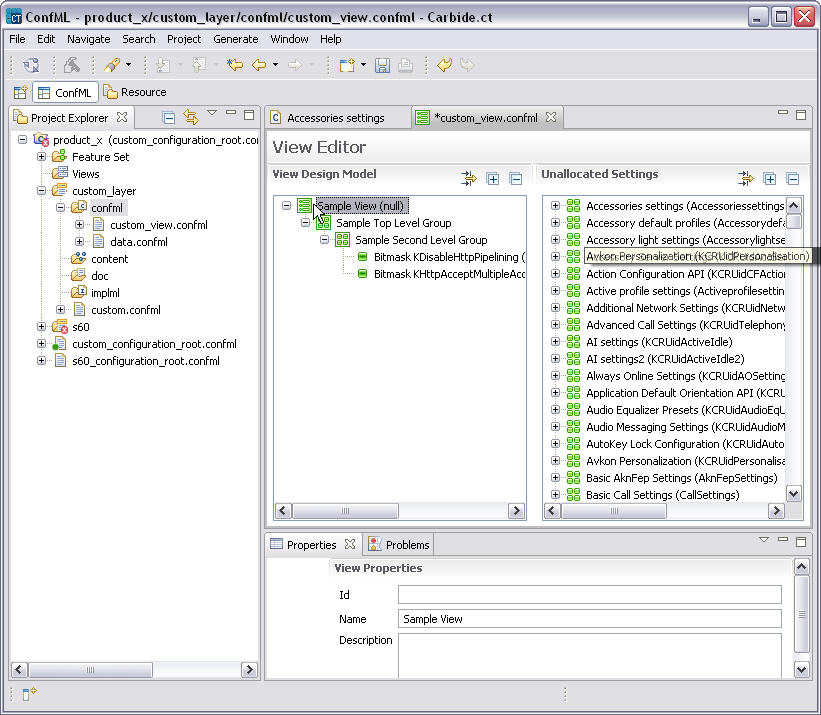 ConfML - product_x/custom_layer/confml/custom_view.confml - Carbide.ct
File Edit Navigate Search Project Generate Window Help
ConfML Resource
Project Explorer
product_x (custom_configuration_root.con
Feature Set
Views
custom_layer
confml
custom_view.confml
data.confml
content
doc
implml
custom.confml
s60
custom_configuration_root.confml
s60_configuration_root.confml
Accessories settings
*custom_view.confml
View Editor
View Design Model
Sample View (null)
Sample Top Level Group
Sample Second Level Group
Bitmask KDisableHttpPipelining (
Bitmask KHttpAcceptMultipleAcc
Unallocated Settings
Accessories settings (Accessoriessettings
Accessory default profiles (Accessorydefa
Accessory light settings (Accessorylightse
Avkon Personalization (KCRUidPersonalisation)
Action Configuration API (KCRUidCFAction
Active profile settings (Activeprofilesettin
Additional Network Settings (KCRUidNetw
Advanced Call Settings (KCRUidTelephony
AI settings (KCRUidActiveIdle)
AI settings2 (KCRUidActiveIdle2)
Always Online Settings (KCRUidAOSetting
Application Default Orientation API (KCRU
Audio Equalizer Presets (KCRUidAudioEqU
Audio Messaging Settings (KCRUidAudioM
AutoKey Lock Configuration (KCRUidAuto
Avkon Personalization (KCRUidPersonalisa
Basic AknFep Settings (AknFepSettings)
Basic Call Settings (CallSettings)
Properties
Problems
View Properties
Id
Name Sample View
Description